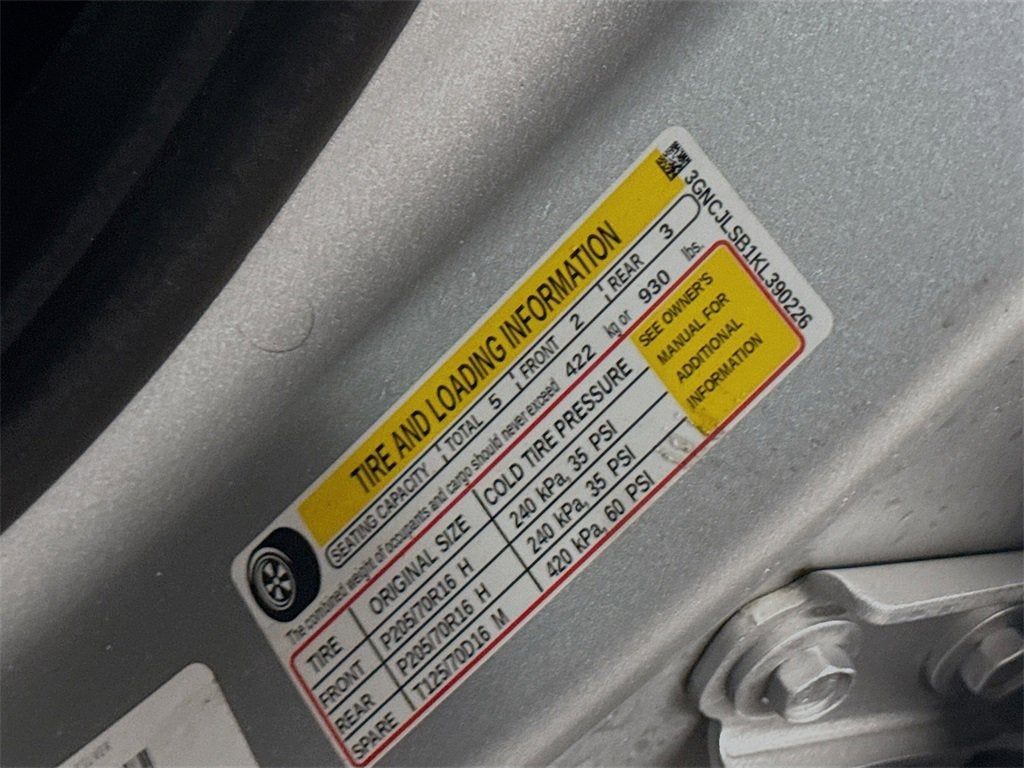 3GNCJLSB1KL390226
TIRE AND LOADING INFORMATION
SEATING CAPACITY TOTAL 5 FRONT 2 REAR 3
The combined weight of occupants and cargo should never exceed 422 kg or 930 lbs.
TIRE ORIGINAL SIZE COLD TIRE PRESSURE
FRONT P205/70R16 H 240 kPa, 35 PSI
REAR P205/70R16 H 240 kPa, 35 PSI
SPARE T125/70D16 M 420 kPa, 60 PSI
SEE OWNER'S
MANUAL FOR
ADDITIONAL
INFORMATION